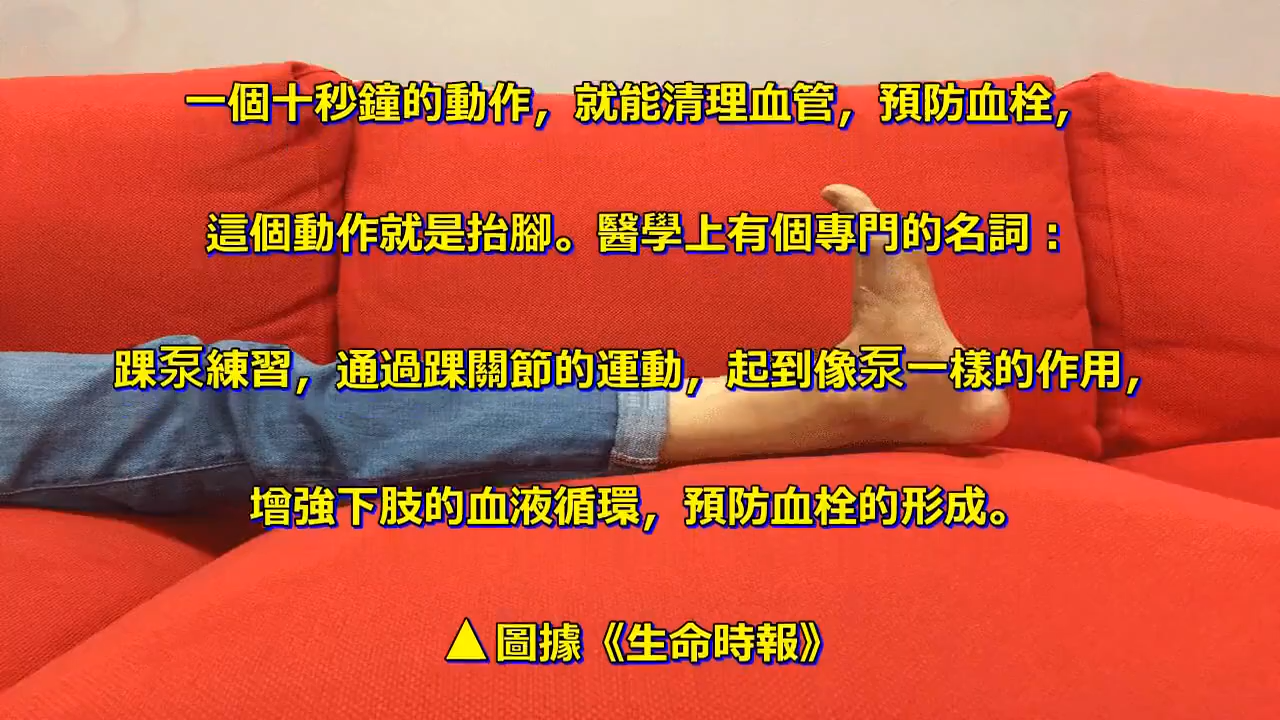 一個十秒鐘的動作，就能清理血管，預防血栓，
這個動作就是抬腳。醫學上有個專門的名詞：
踝泵練習，通過踝關節的運動，起到像泵一樣的作用，
增強下肢的血液循環，預防血栓的形成。
▲圖據《生命時報》